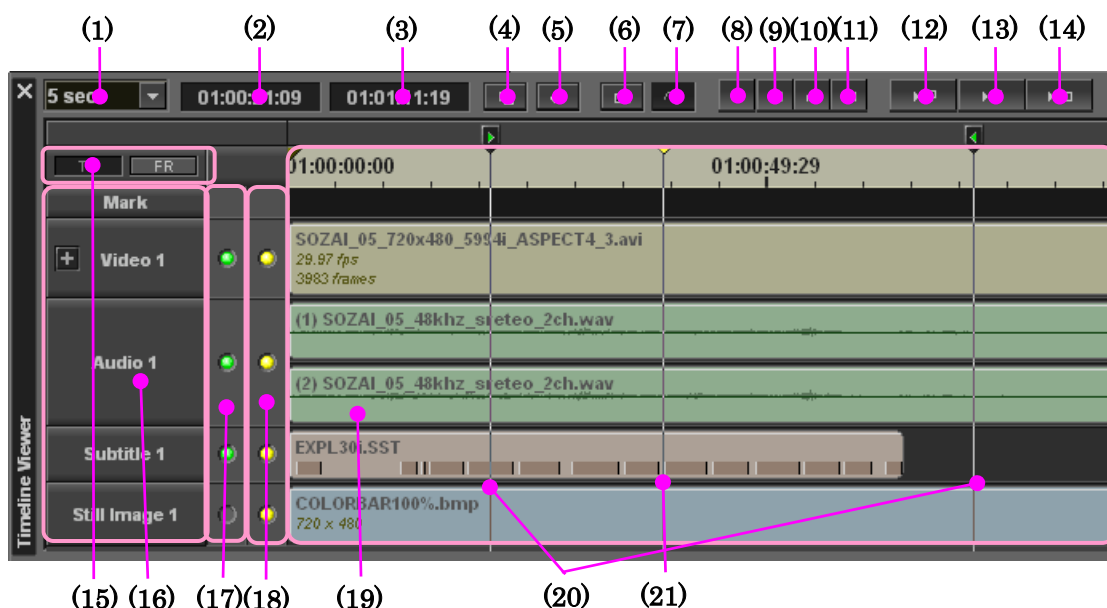 (1) (2) (3) (4) (5) (6) (7) (8) (9) (10) (11) (12) (13) (14)
5 sec
FR
01:00:00:00 01:00:49:29
Mark
SOZAI_05_720x480_5994i_ASPECT4_3.avi
29.97 fps
3983 frames
Video 1
(1) SOZAI_05_48khz_sreteo_2ch.wav
Audio 1
(2) SOZAI_05_48khz_sreteo_2ch.wav
EXPL30i.SST
Subtitle 1
COLORBAR100%.bmp
720 x 480
Still Image 1
Timeline Viewer
(15) (16) (17) (18) (19) (20) (21)